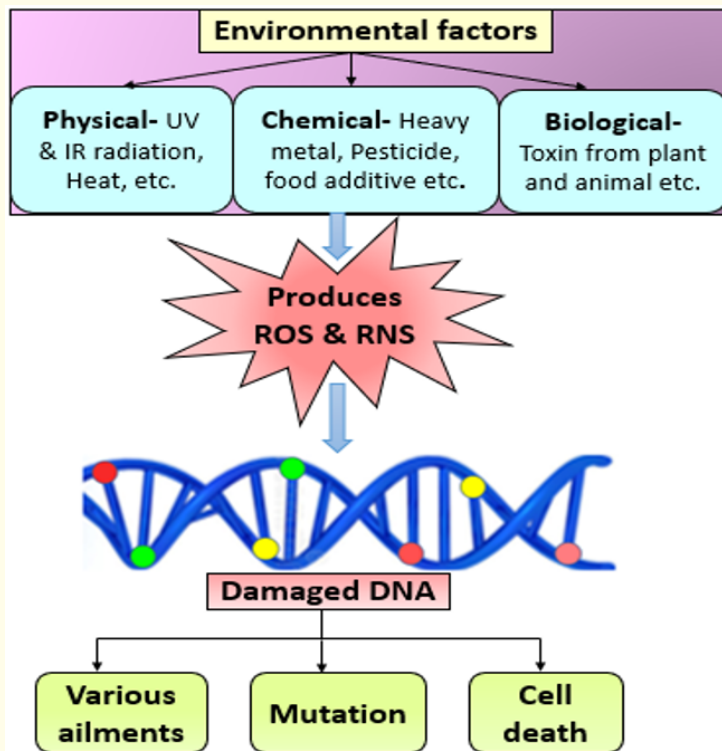 Environmental factors
Physical- UV
& IR radiation,
Heat, etc.
Chemical- Heavy
metal, Pesticide,
food additive etc.
Biological-
Toxin from plant
and animal etc.
Produces
ROS & RNS
Damaged DNA
Various
ailments
Mutation
Cell
death